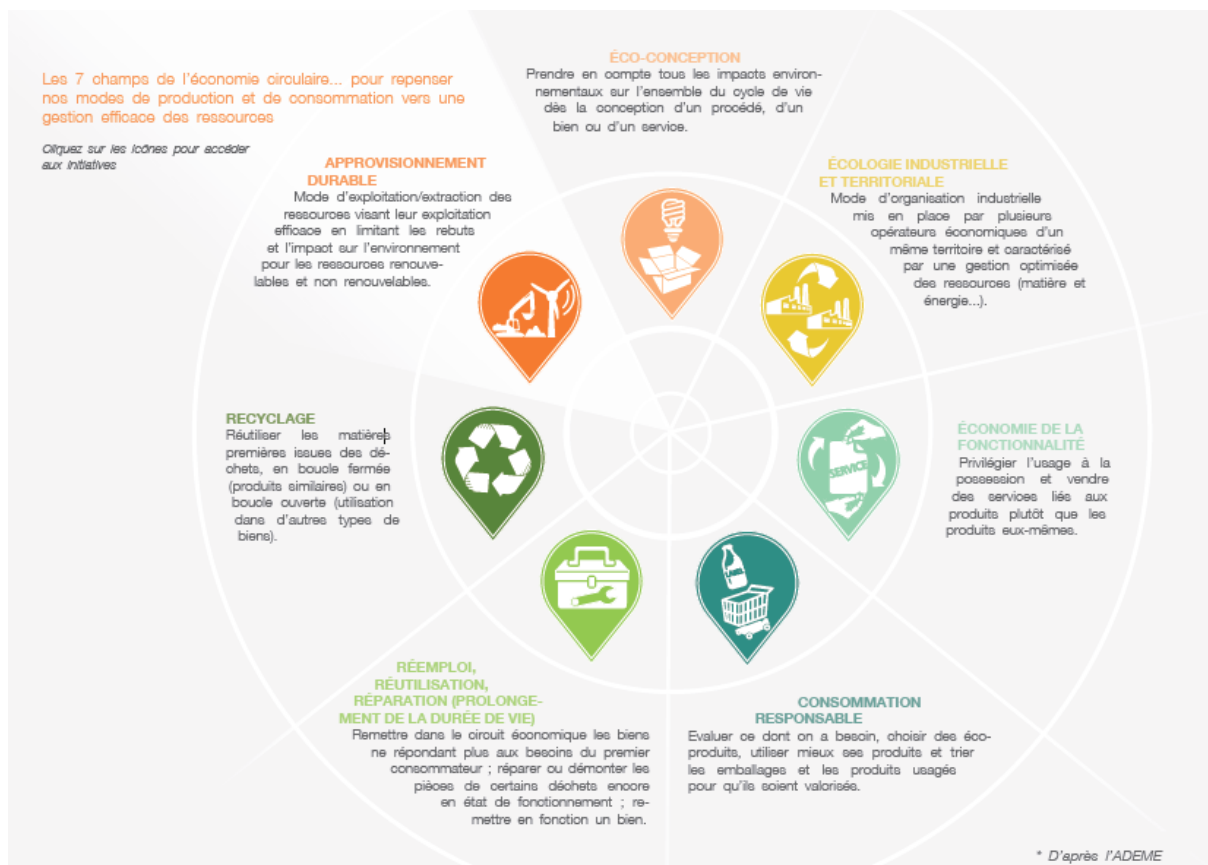 Les 7 champs de l'économie circulaire... pour repenser
nos modes de production et de consommation vers une
gestion efficace des ressources
Cliquez sur les icônes pour accéder
aux initiatives
ÉCO-CONCEPTION
Prendre en compte tous les impacts environ-
nementaux sur l'ensemble du cycle de vie
dès la conception d'un procédé, d'un
bien ou d'un service.
APPROVISIONNEMENT
DURABLE
Mode d'exploitation/extraction des
ressources visant leur exploitation
efficace en limitant les rebuts
et l'impact sur l'environnement
pour les ressources renouve-
lables et non renouvelables.
ÉCOLOGIE INDUSTRIELLE
ET TERRITORIALE
Mode d'organisation industrielle
mis en place par plusieurs
opérateurs économiques d'un
même territoire et caractérisé
par une gestion optimisée
des ressources (matière et
énergie...).
RECYCLAGE
Réutiliser les matières
premières issues des dé-
chets, en boucle fermée
(produits similaires) ou en
boucle ouverte (utilisation
dans d'autres types de
biens).
SERVICE
ÉCONOMIE DE LA
FONCTIONNALITÉ
Privilégier l'usage à la
possession et vendre
des services liés aux
produits plutôt que les
produits eux-mêmes.
LABEL
RÉEMPLOI,
RÉUTILISATION,
RÉPARATION (PROLONGE-
MENT DE LA DURÉE DE VIE)
Remettre dans le circuit économique les biens
ne répondant plus aux besoins du premier
consommateur ; réparer ou démonter les
pièces de certains déchets encore
en état de fonctionnement ; re-
mettre en fonction un bien.
CONSOMMATION
RESPONSABLE
Evaluer ce dont on a besoin, choisir des éco-
produits, utiliser mieux ses produits et trier
les emballages et les produits usagés
pour qu'ils soient valorisés.
* D'après l'ADEME